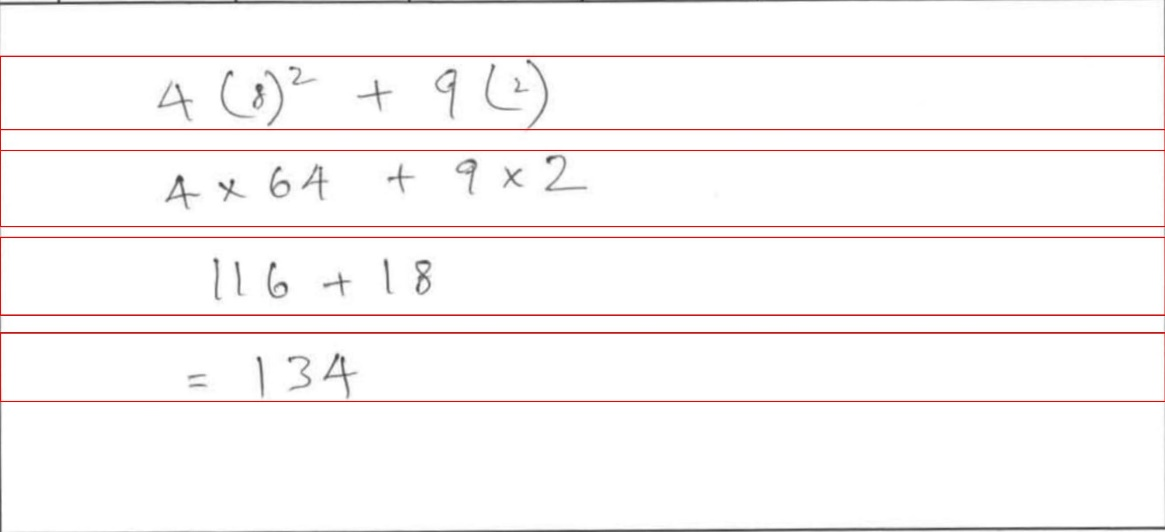 4 (8)² + 9 (2)
4 × 64 + 9 × 2
116 + 18
= 134